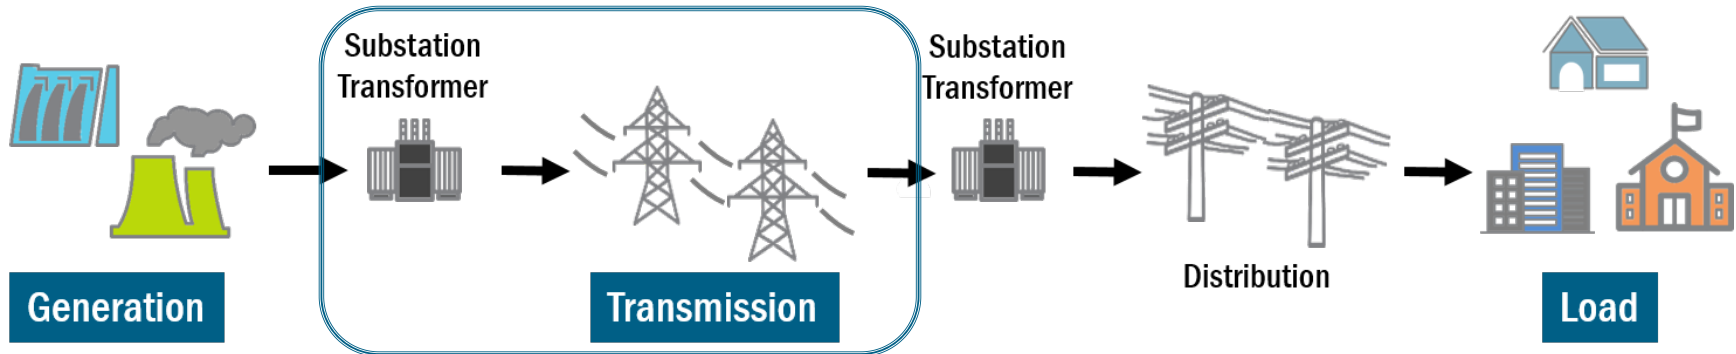 Substation
Transformer
Substation
Transformer
Distribution
Generation
Transmission
Load